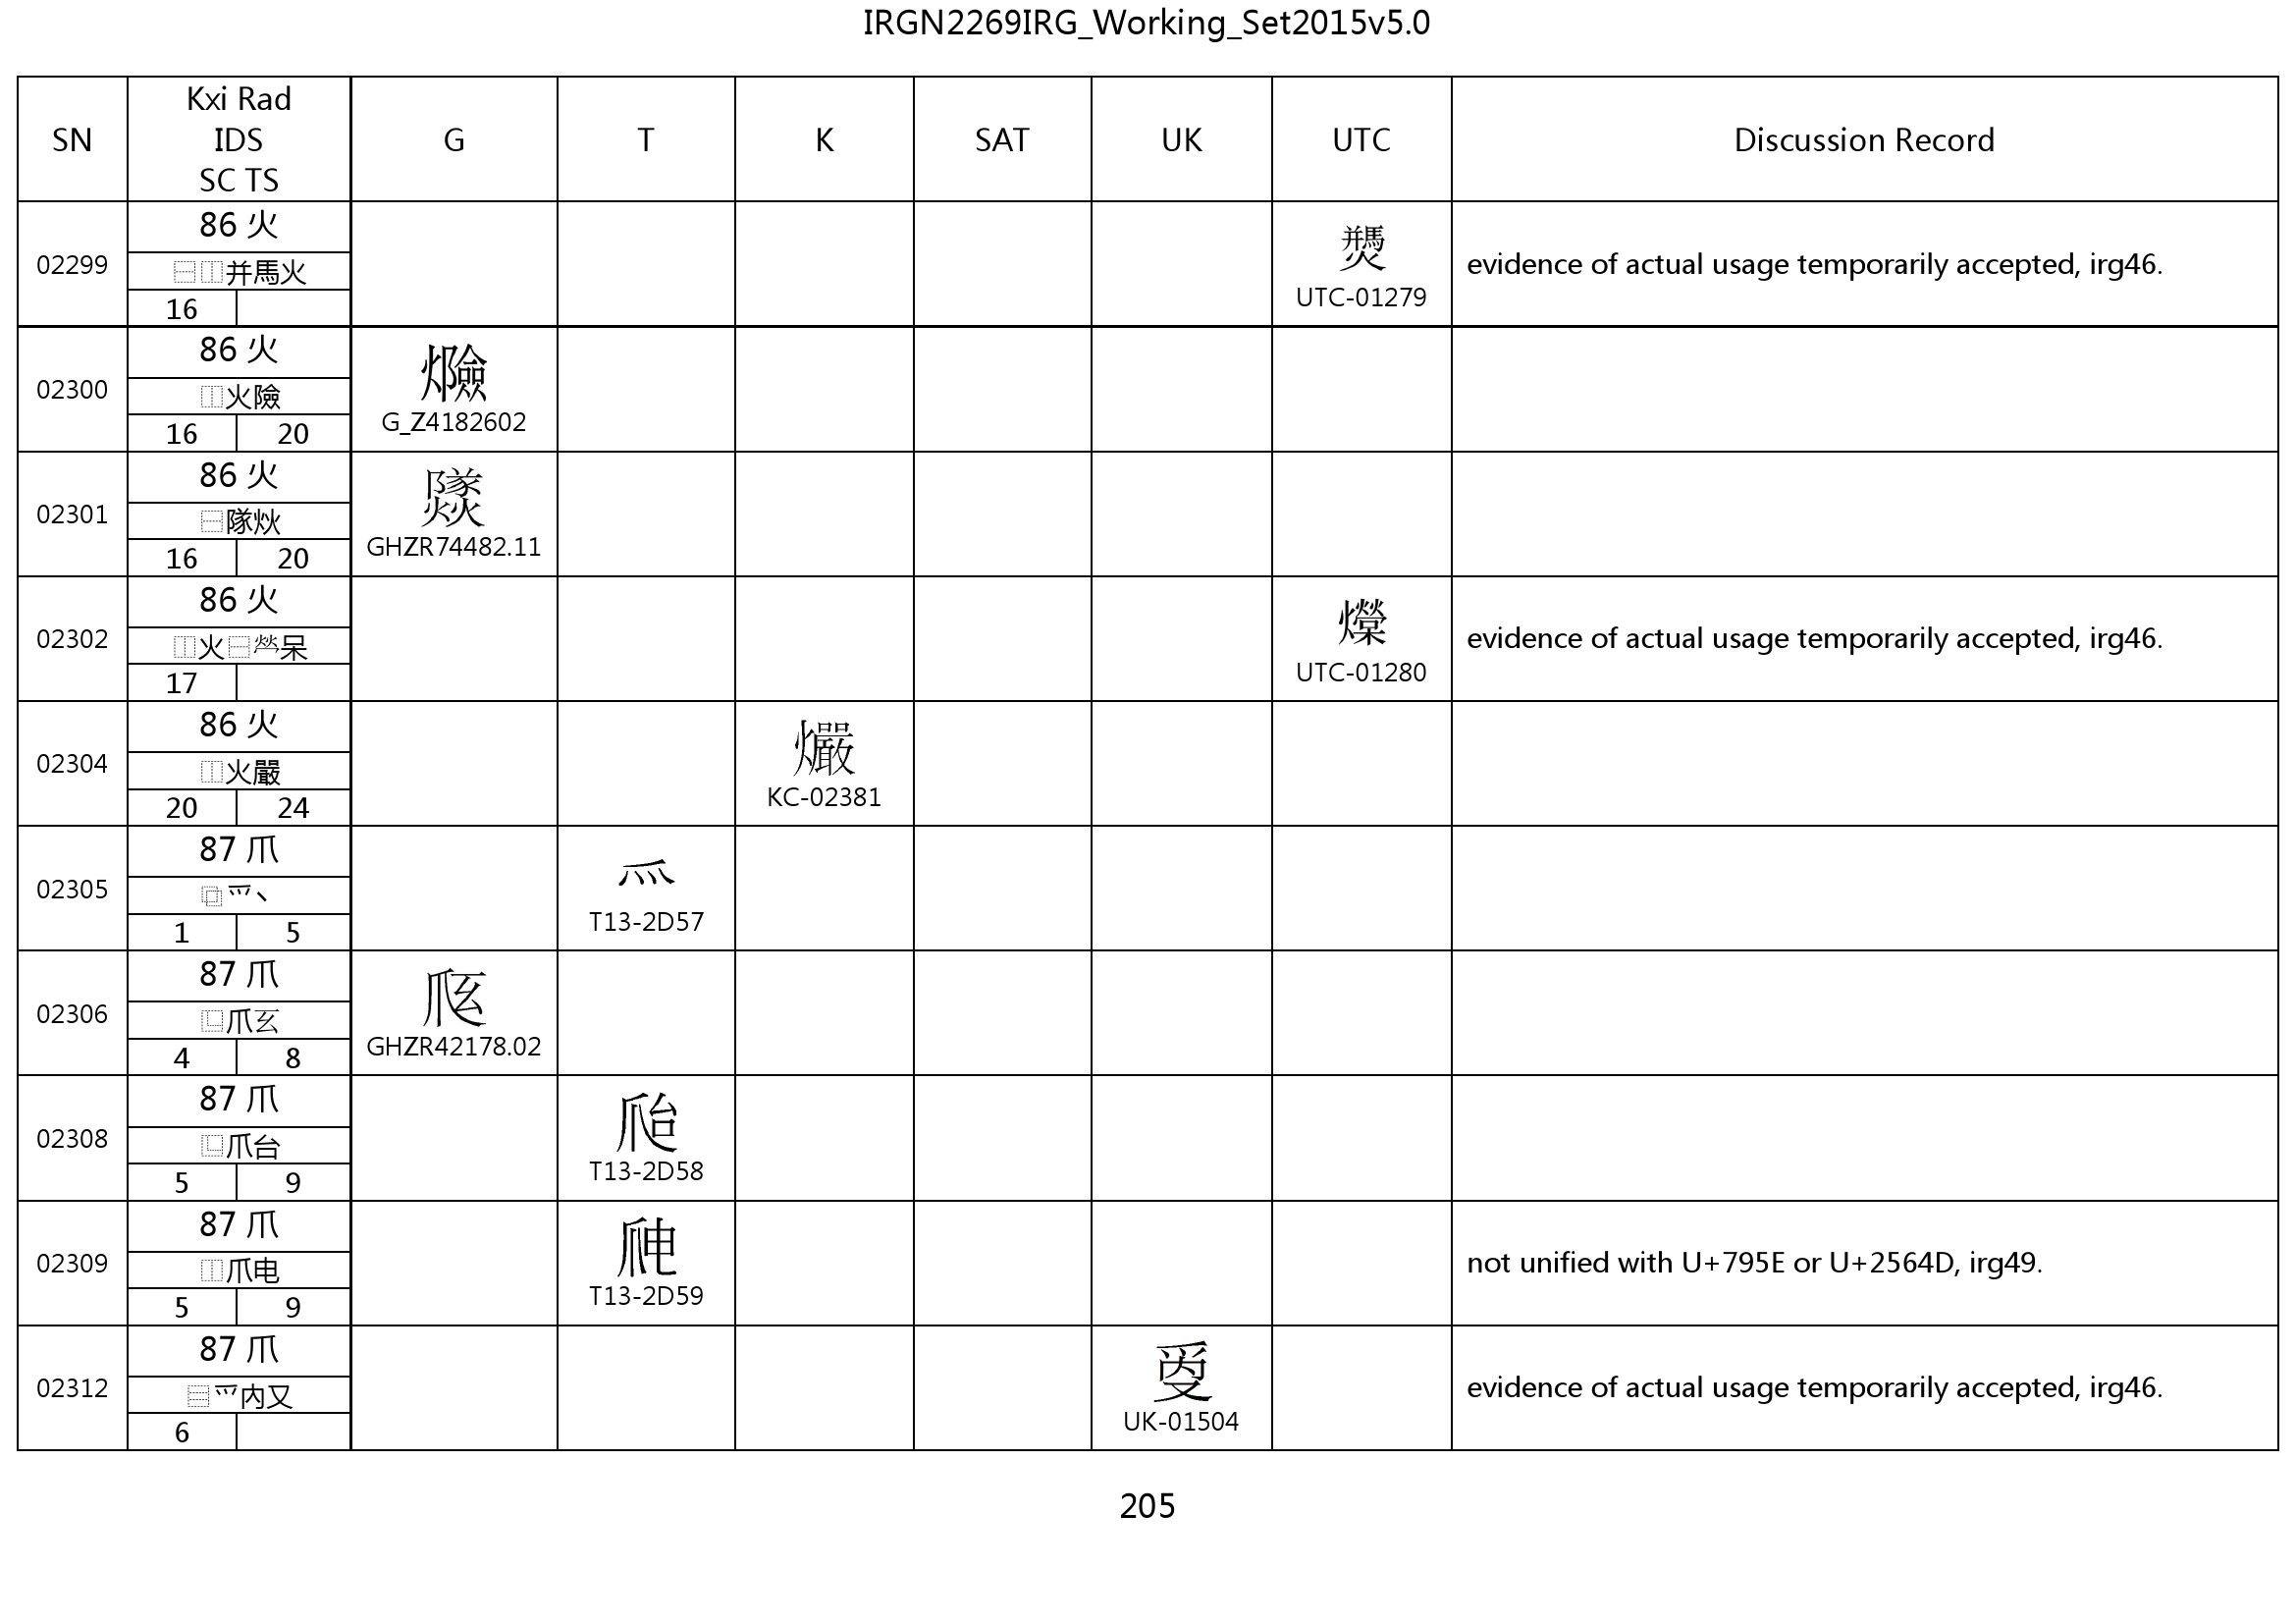 IRGN2269IRG_Working_Set2015v5.0
SN
Kxi Rad
IDS
SC TS
G
T
K
SAT
UK
UTC
Discussion Record
02299
86 火
⿱⿰并馬火
16
UTC-01279
evidence of actual usage temporarily accepted, irg46.
02300
86 火
⿰火險
16 20
G_Z4182602
02301
86 火
⿱隊炏
16 20
GHZR74482.11
02302
86 火
⿰火⿱𤇾呆
17
UTC-01280
evidence of actual usage temporarily accepted, irg46.
02304
86 火
⿰火嚴
20 24
KC-02381
02305
87 爪
⿻爫丶
1 5
T13-2D57
02306
87 爪
⿺爪玄
4 8
GHZR42178.02
02308
87 爪
⿺爪台
5 9
T13-2D58
02309
87 爪
⿰爪电
5 9
T13-2D59
not unified with U+795E or U+2564D, irg49.
02312
87 爪
⿳爫内又
6
UK-01504
evidence of actual usage temporarily accepted, irg46.
205